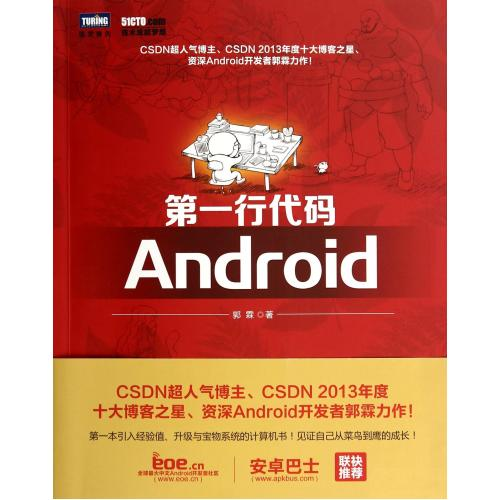 TURING
图灵原创
51CTO.com
技术成就梦想
CSDN超人气博主、CSDN 2013年度十大博客之星、
资深Android开发者郭霖力作！
第一行代码
Android
郭 霖 ◎ 著
CSDN超人气博主、CSDN 2013年度
十大博客之星、资深Android开发者郭霖力作！
第一本引入经验值、升级与宝物系统的计算机书！见证自己从菜鸟到鹰的成长！
eoe.cn
全球最大中文Android开发者社区
（www.eoe.cn）
安卓巴士
（www.apkbus.com）
联袂
推荐